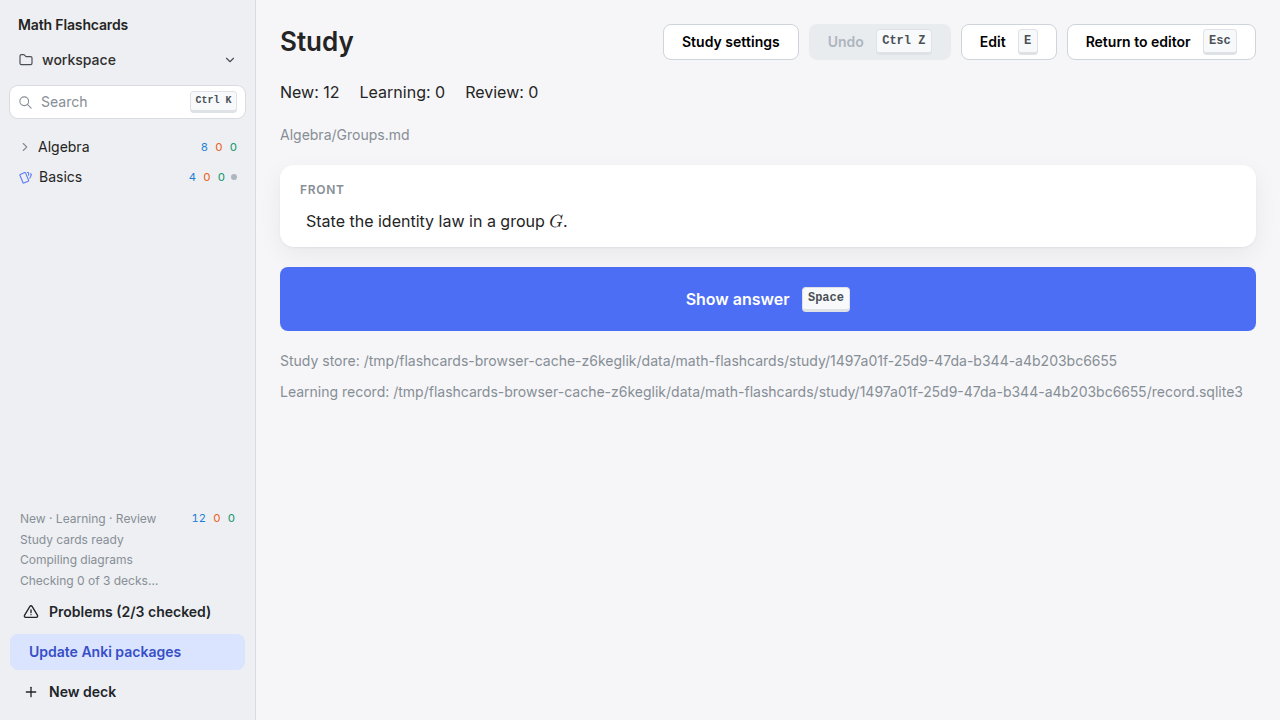 Math Flashcards
workspace
Search Ctrl K
Algebra 8 0 0
Basics 4 0 0
New · Learning · Review 12 0 0
Study cards ready
Compiling diagrams
Checking 0 of 3 decks...
Problems (2/3 checked)
Update Anki packages
New deck
Study
Study settings
Undo Ctrl Z
Edit E
Return to editor Esc
New: 12 Learning: 0 Review: 0
Algebra/Groups.md
FRONT
State the identity law in a group G.
Show answer Space
Study store: /tmp/flashcards-browser-cache-z6keglik/data/math-flashcards/study/1497a01f-25d9-47da-b344-a4b203bc6655
Learning record: /tmp/flashcards-browser-cache-z6keglik/data/math-flashcards/study/1497a01f-25d9-47da-b344-a4b203bc6655/record.sqlite3